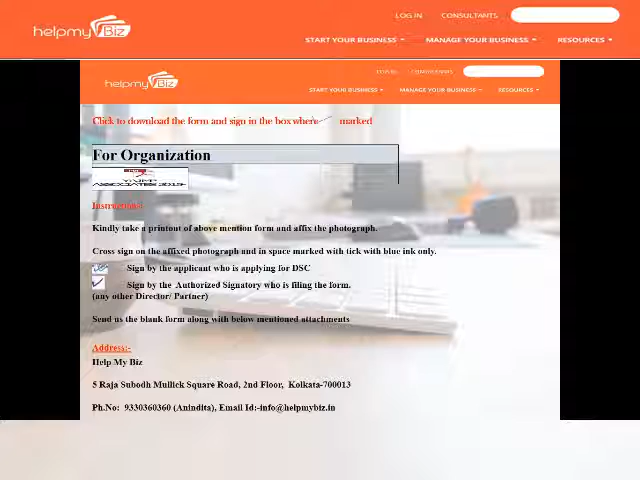 helpmy Biz
LOG IN CONSULTANTS
START YOUR BUSINESS MANAGE YOUR BUSINESS RESOURCES
helpmy Biz
START YOUR BUSINESS MANAGE YOUR BUSINESS RESOURCES
Click to download the form and sign in the box where marked
For Organization
ASSOCIATES 2015
Instructions:
Kindly take a printout of above mention form and affix the photograph.
Cross sign on the affixed photograph and in space marked with tick with blue ink only.
Sign by the applicant who is applying for DSC
Sign by the Authorized Signatory who is filing the form.
(any other Director/ Partner)
Send us the blank form along with below mentioned attachments
Address:-
Help My Biz
5 Raja Subodh Mullick Square Road, 2nd Floor, Kolkata-700013
Ph.No: 9330360360 (Anindita), Email Id:-info@helpmybiz.in